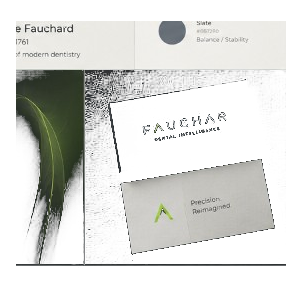 e Fauchard
1761
of modern dentistry
Slate
Balance / Stability
FAUCHAR
DENTAL INTELLIGENCE
Precision,
Reimagined.